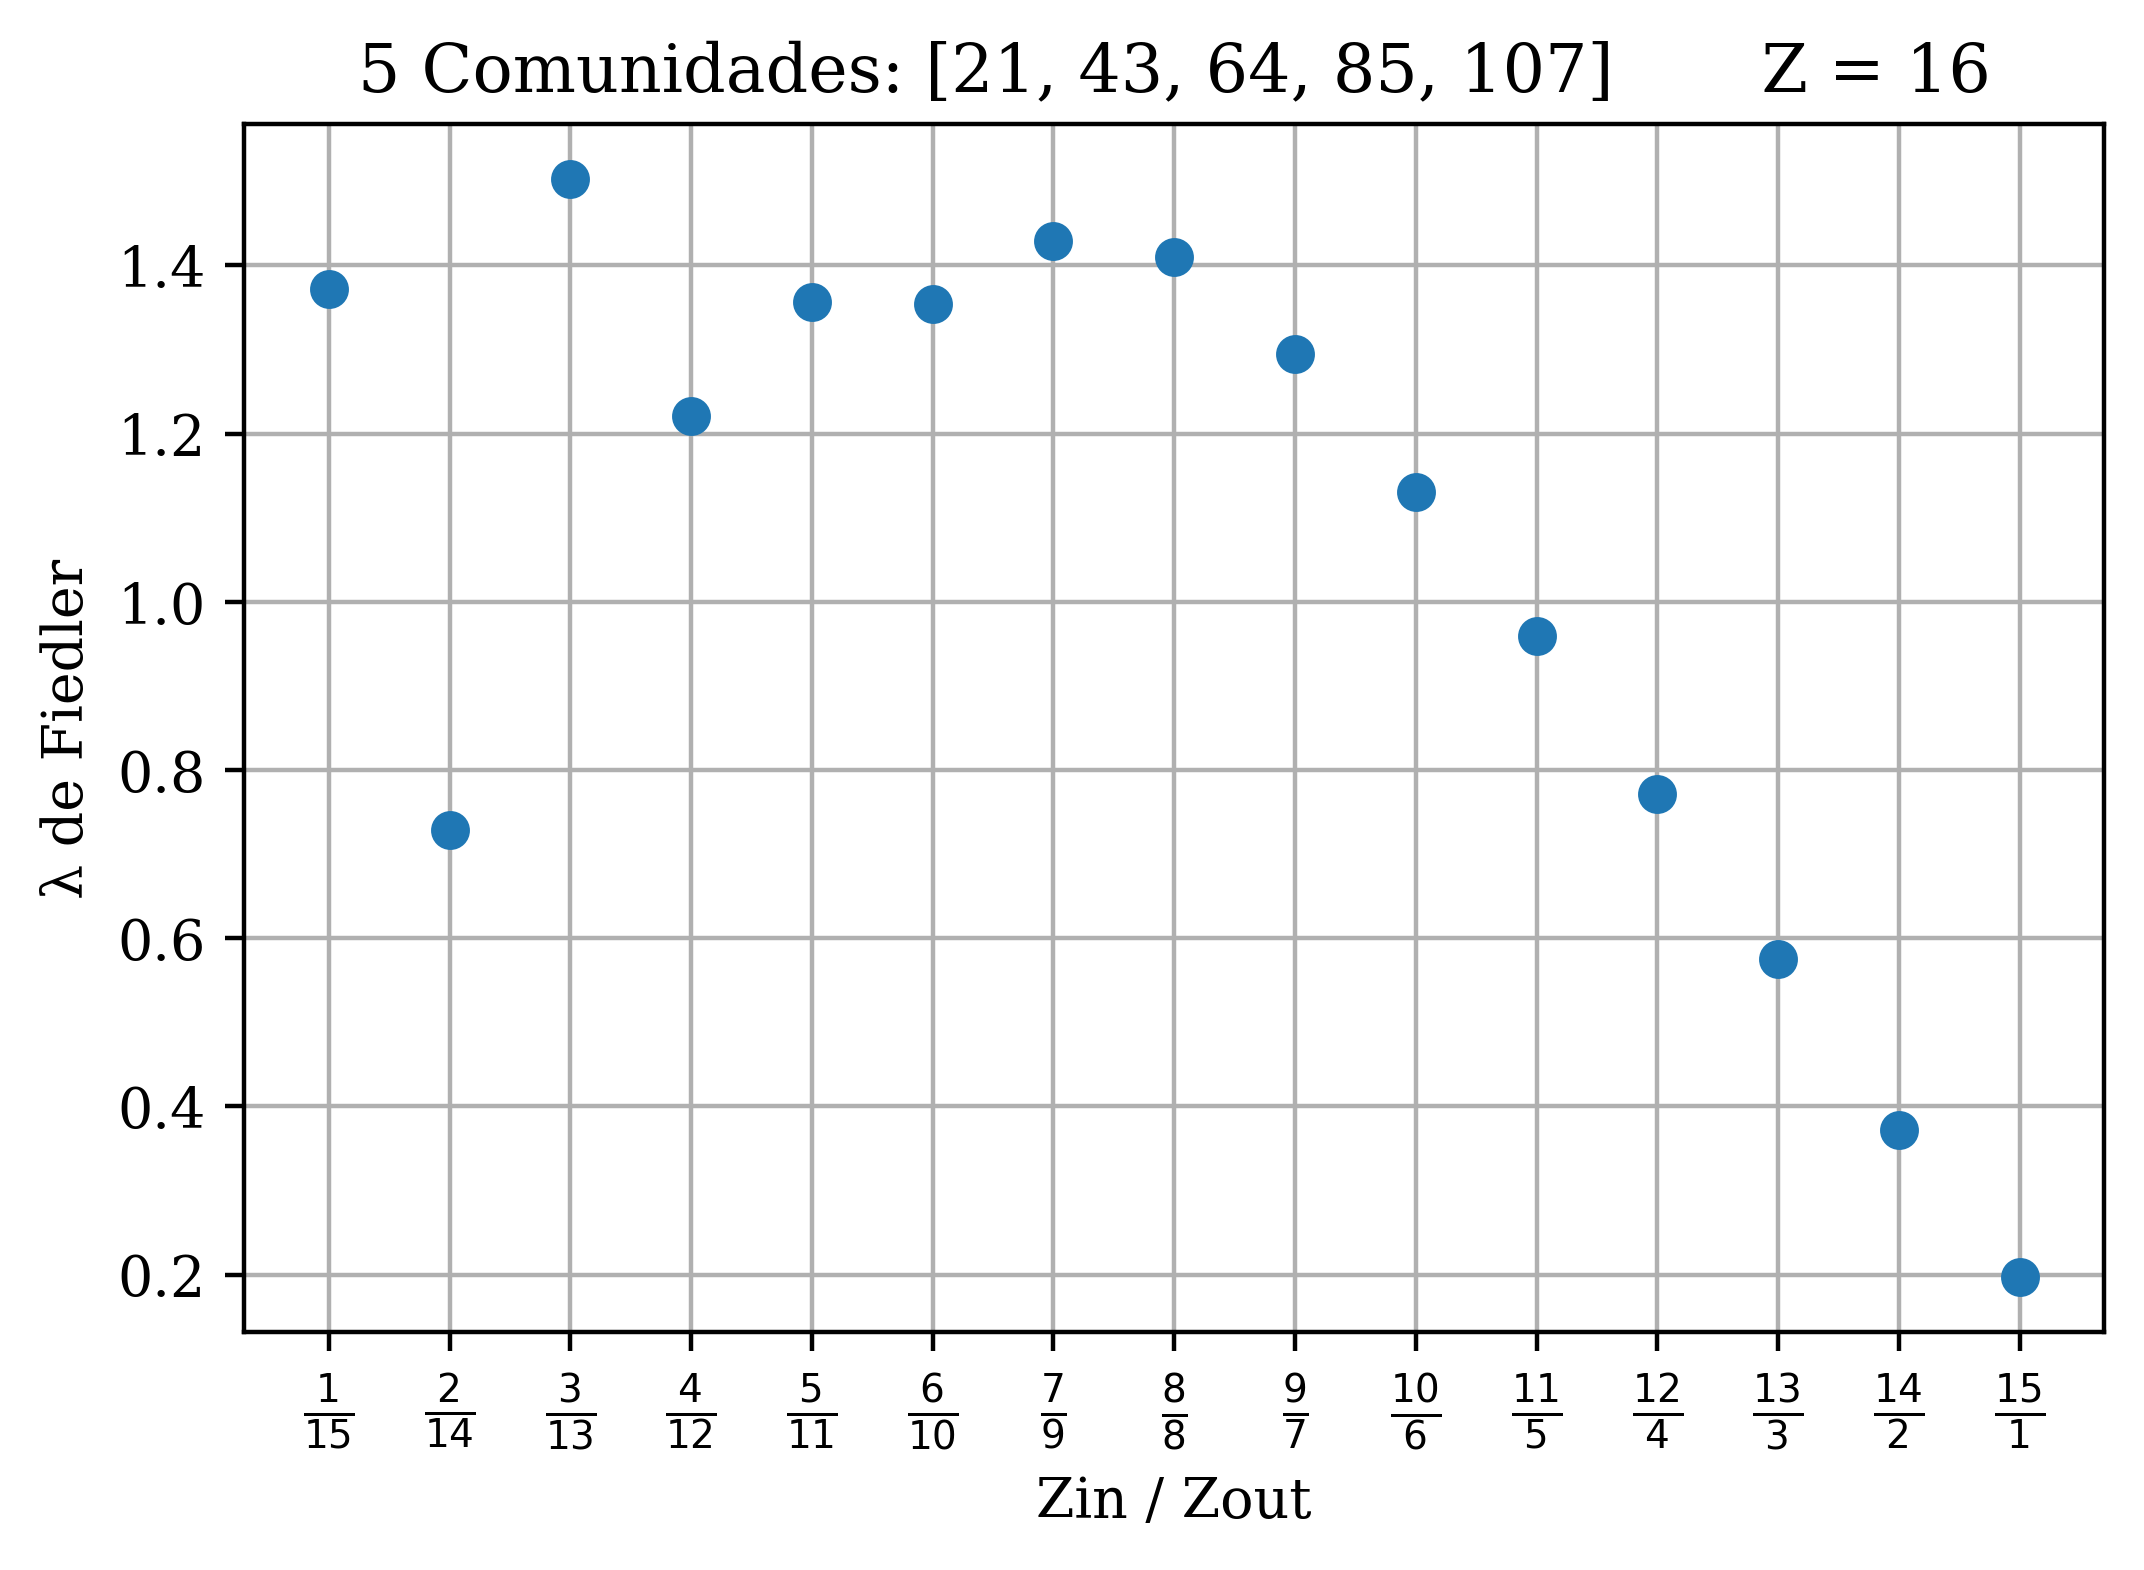 5 Comunidades: [21, 43, 64, 85, 107] Z = 16
λ de Fiedler
1.4
1.2
1.0
0.8
0.6
0.4
0.2
1/15 2/14 3/13 4/12 5/11 6/10 7/9 8/8 9/7 10/6 11/5 12/4 13/3 14/2 15/1
Zin / Zout